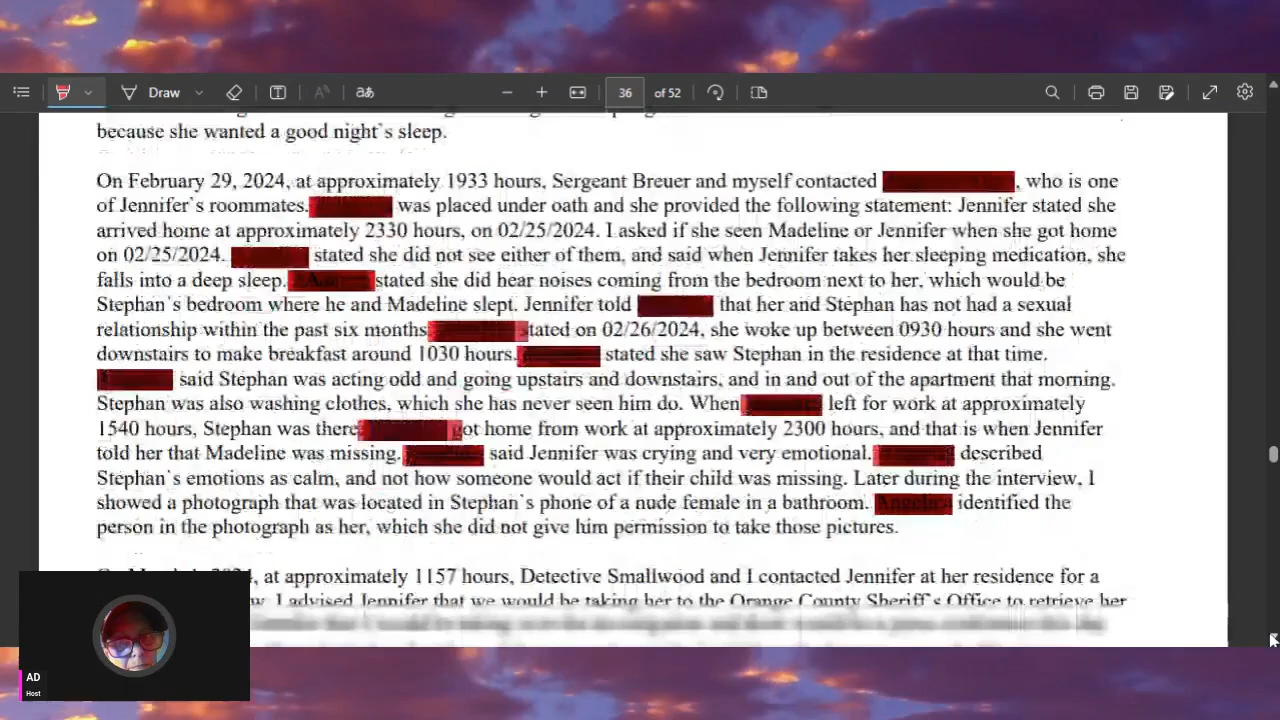 Draw
aあ
36 of 52
because she wanted a good night's sleep.
On February 29, 2024, at approximately 1933 hours, Sergeant Breuer and myself contacted , who is one
of Jennifer's roommates. was placed under oath and she provided the following statement: Jennifer stated she
arrived home at approximately 2330 hours, on 02/25/2024. I asked if she seen Madeline or Jennifer when she got home
on 02/25/2024. stated she did not see either of them, and said when Jennifer takes her sleeping medication, she
falls into a deep sleep. stated she did hear noises coming from the bedroom next to her, which would be
Stephan's bedroom where he and Madeline slept. Jennifer told that her and Stephan has not had a sexual
relationship within the past six months stated on 02/26/2024, she woke up between 0930 hours and she went
downstairs to make breakfast around 1030 hours. stated she saw Stephan in the residence at that time.
said Stephan was acting odd and going upstairs and downstairs, and in and out of the apartment that morning.
Stephan was also washing clothes, which she has never seen him do. When left for work at approximately
1540 hours, Stephan was there got home from work at approximately 2300 hours, and that is when Jennifer
told her that Madeline was missing. said Jennifer was crying and very emotional. described
Stephan's emotions as calm, and not how someone would act if their child was missing. Later during the interview, I
showed a photograph that was located in Stephan's phone of a nude female in a bathroom. identified the
person in the photograph as her, which she did not give him permission to take those pictures.
, at approximately 1157 hours, Detective Smallwood and I contacted Jennifer at her residence for a
I advised Jennifer that we would be taking her to the Orange County Sheriff's Office to retrieve her
AD
Host